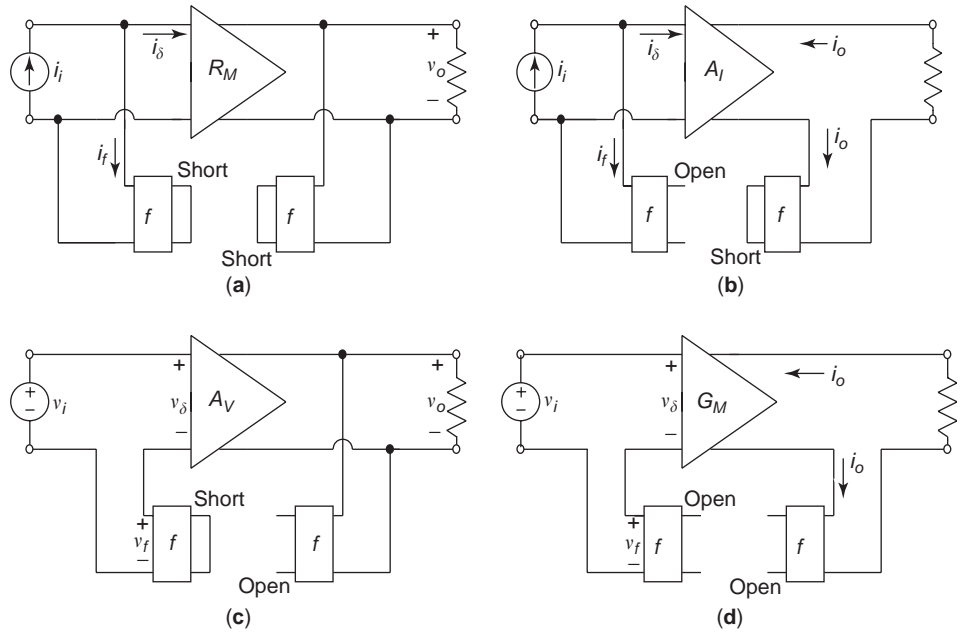 i_i
i_δ
R_M
+
v_o
−
i_f
Short
f
f
Short
(a)
i_i
i_δ
A_I
i_o
i_o
i_f
Open
f
f
Short
(b)
+
−
v_i
+
v_δ
−
A_V
+
v_o
−
Short
+
v_f
−
f
f
Open
(c)
+
−
v_i
+
v_δ
−
G_M
i_o
i_o
Open
+
v_f
−
f
f
Open
(d)